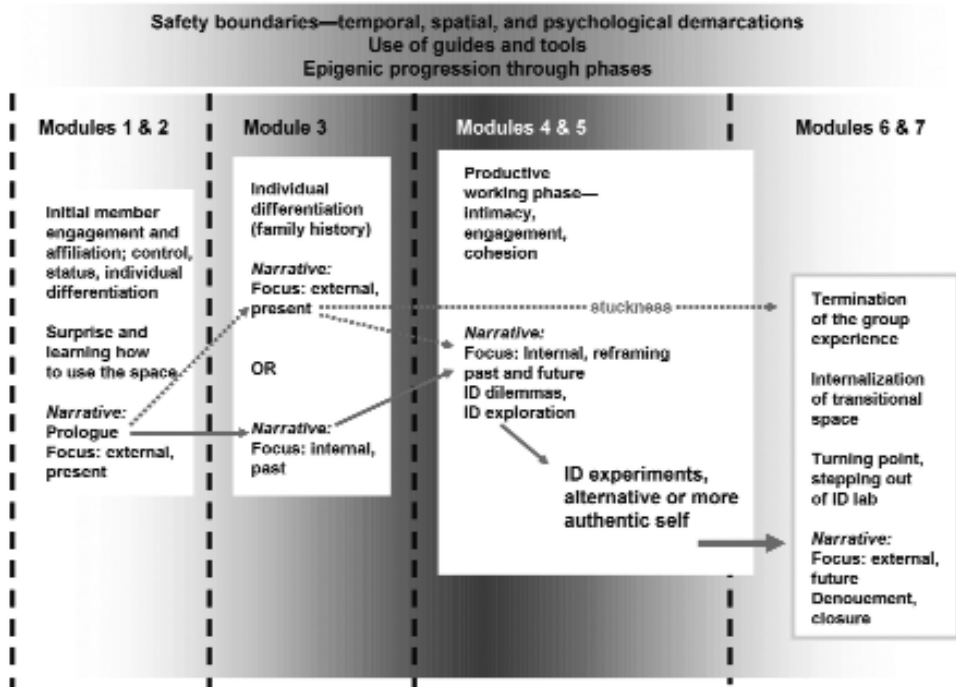 Safety boundaries—temporal, spatial, and psychological demarcations
Use of guides and tools
Epigenic progression through phases
Modules 1 & 2
Initial member
engagement and
affiliation; control,
status, individual
differentiation
Surprise and
learning how
to use the space
Narrative:
Prologue
Focus: external,
present
Module 3
Individual
differentiation
(family history)
Narrative:
Focus: external,
present
OR
Narrative:
Focus: internal,
past
Modules 4 & 5
Productive
working phase—
intimacy,
engagement,
cohesion
stuckness
Narrative:
Focus: Internal, reframing
past and future
ID dilemmas,
ID exploration
ID experiments,
alternative or more
authentic self
Modules 6 & 7
Termination
of the group
experience
Internalization
of transitional
space
Turning point,
stepping out
of ID lab
Narrative:
Focus: external,
future
Denouement,
closure